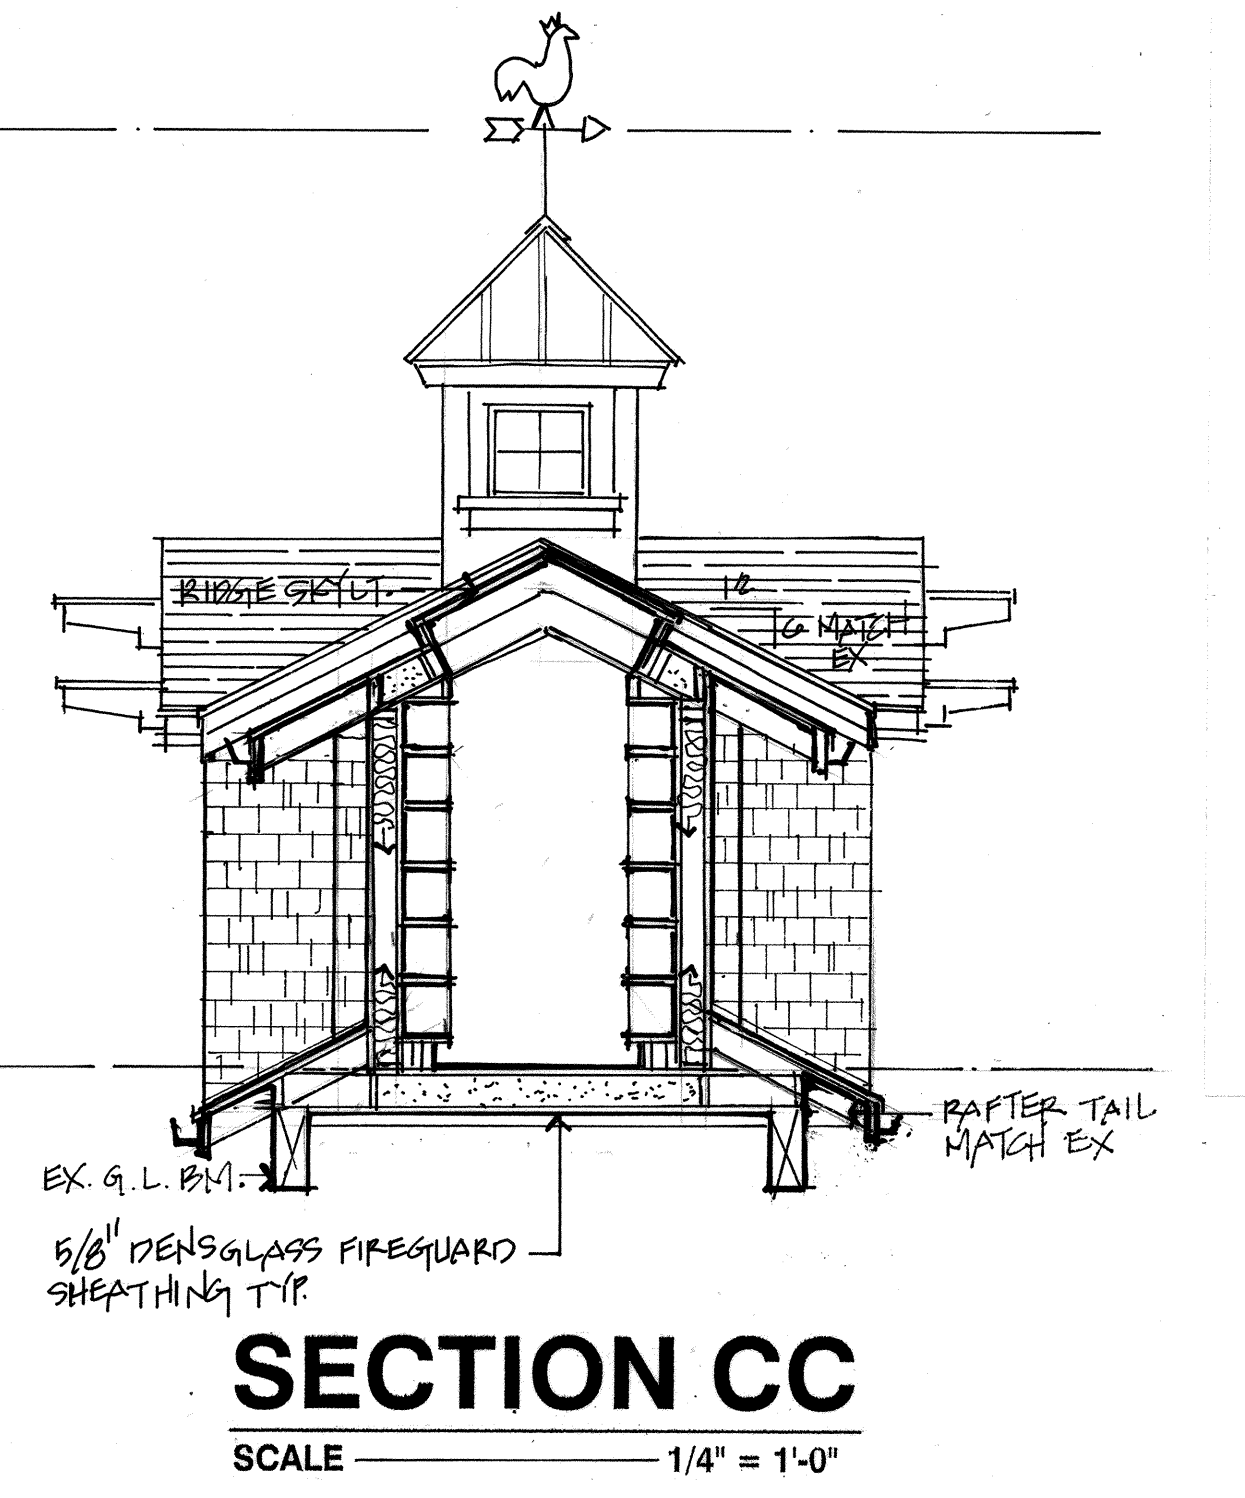 RIDGE SKYLT.
12
6 MATCH
EX
RAFTER TAIL
MATCH EX
EX. G.L. BM.
5/8" DENSGLASS FIREGUARD
SHEATHING TYP.
SECTION CC
SCALE 1/4" = 1'-0"